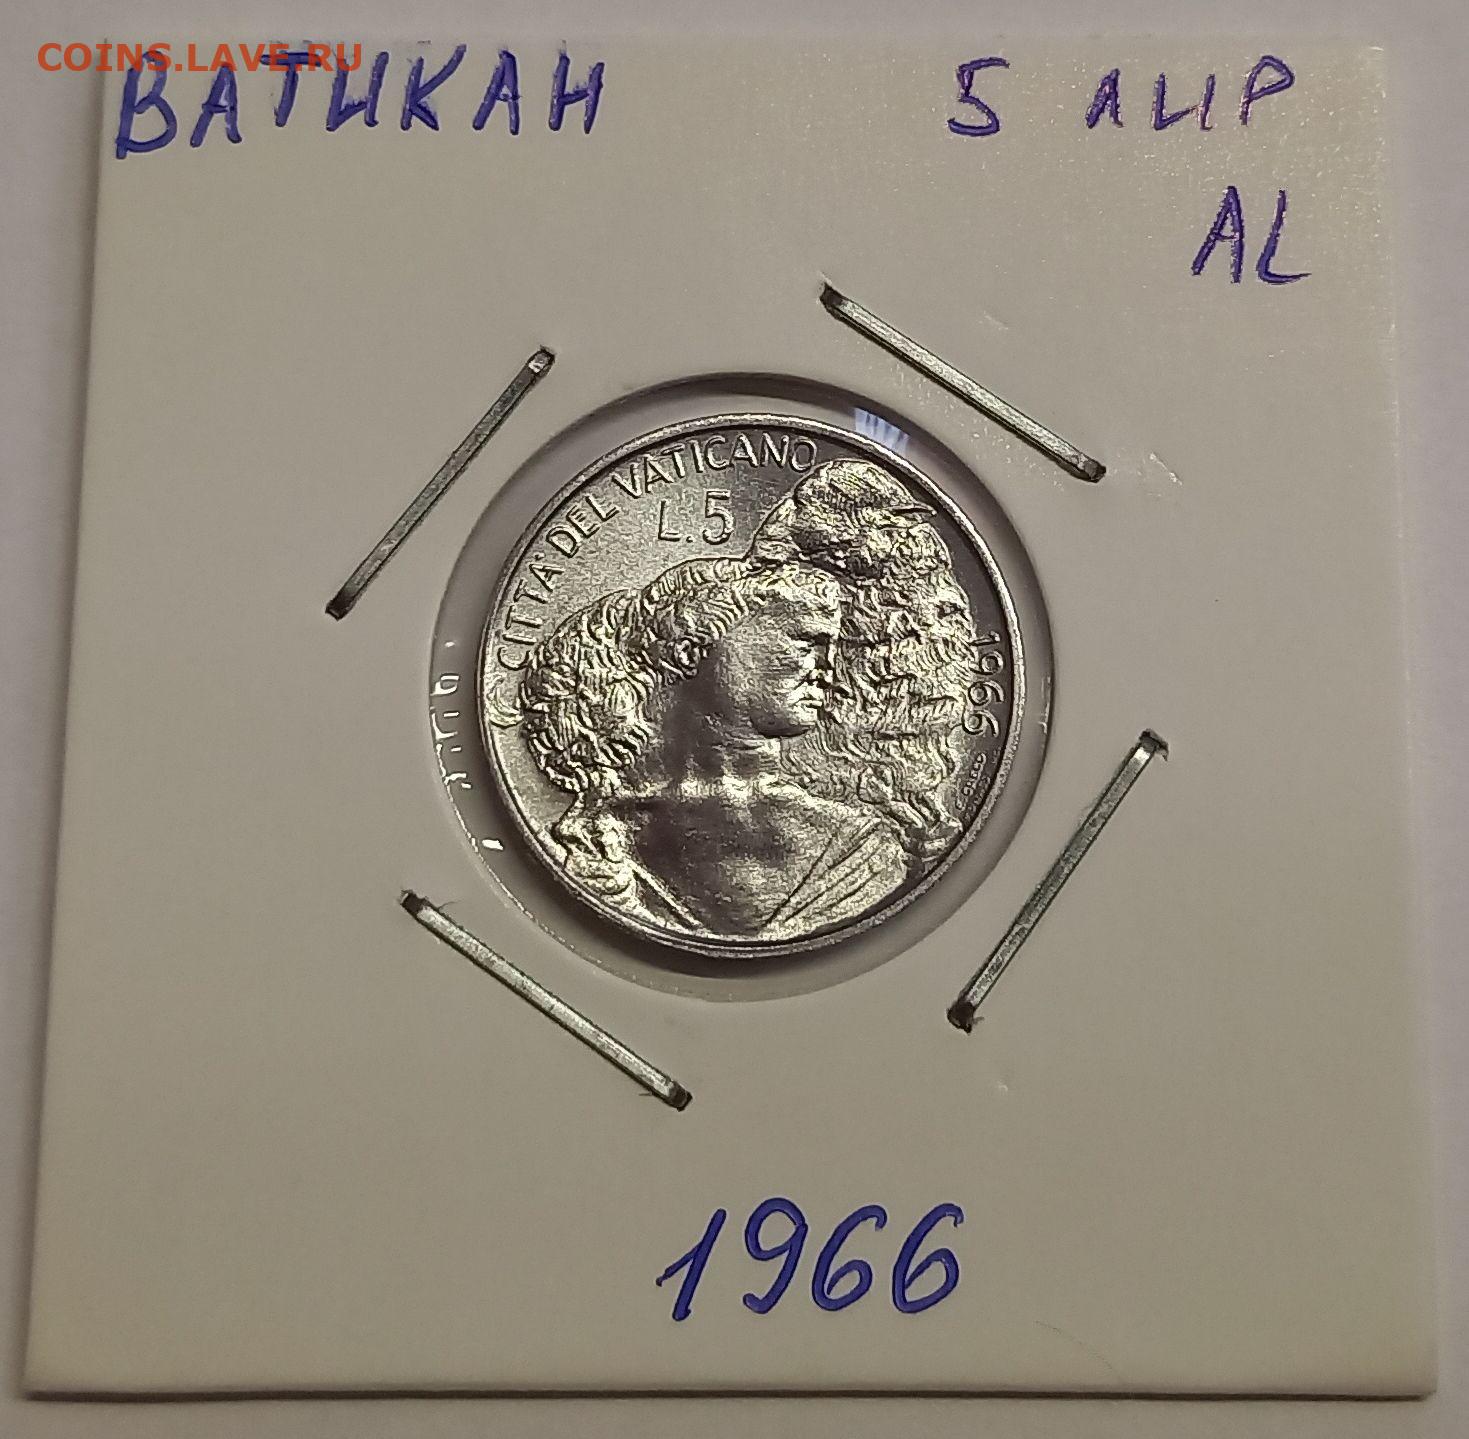 COINS.LAVE.RU
ВАТИКАН 5 ЛИР
AL
CITTA' DEL VATICANO
L.5
1966
1966